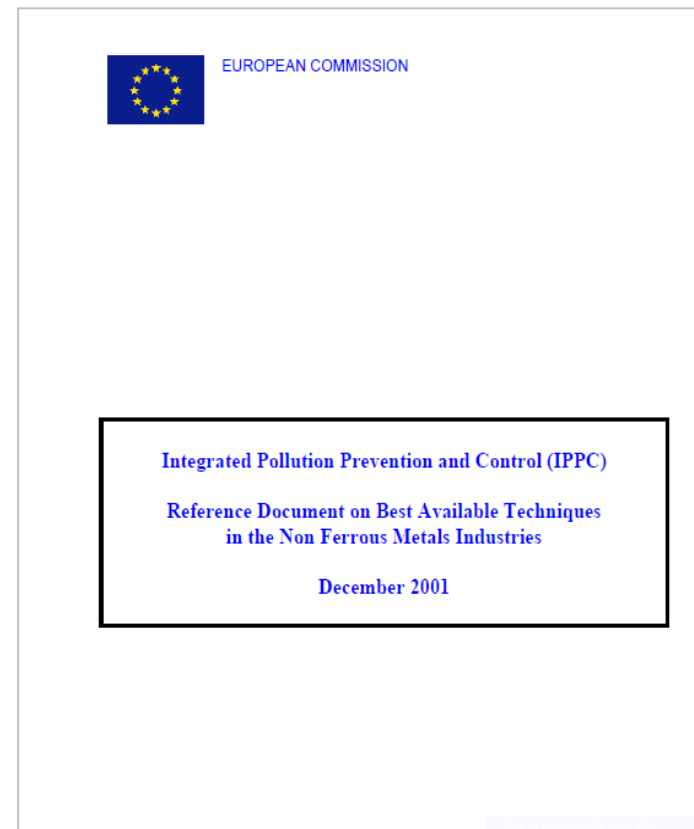 EUROPEAN COMMISSION
Integrated Pollution Prevention and Control (IPPC)
Reference Document on Best Available Techniques
in the Non Ferrous Metals Industries
December 2001